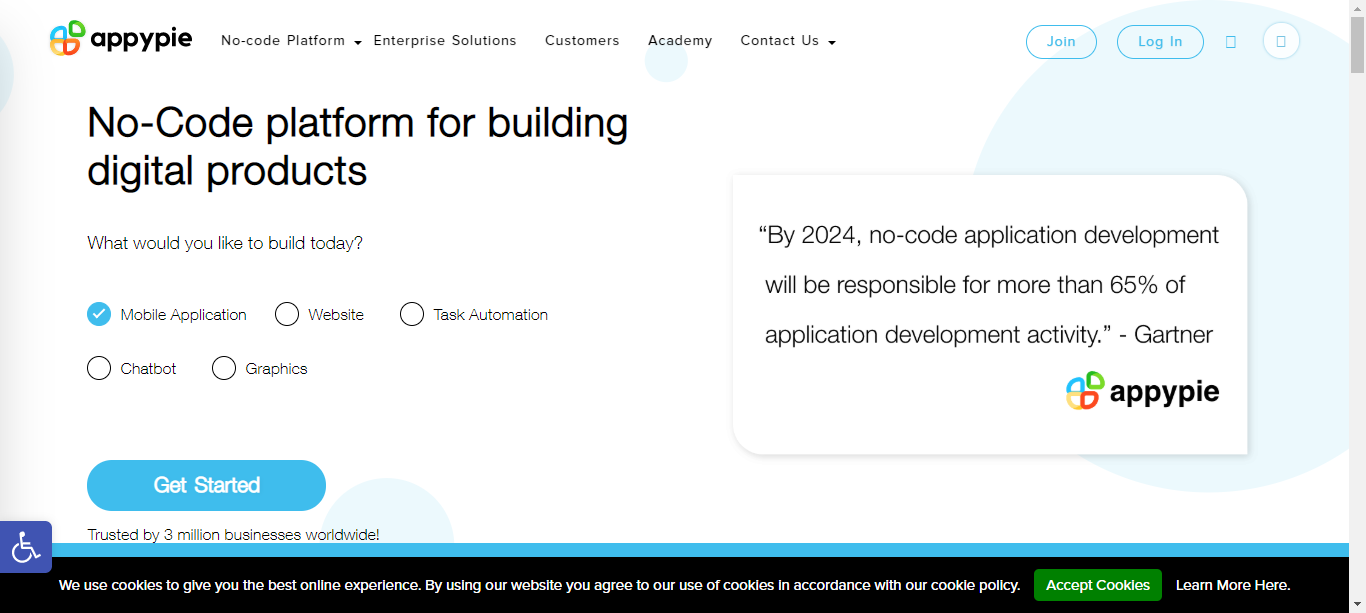 appypie
No-code Platform
Enterprise Solutions
Customers
Academy
Contact Us
Join
Log In
No-Code platform for building
digital products
What would you like to build today?
Mobile Application
Website
Task Automation
Chatbot
Graphics
Get Started
Trusted by 3 million businesses worldwide!
“By 2024, no-code application development
will be responsible for more than 65% of
application development activity.” - Gartner
appypie
We use cookies to give you the best online experience. By using our website you agree to our use of cookies in accordance with our cookie policy.
Accept Cookies
Learn More Here.